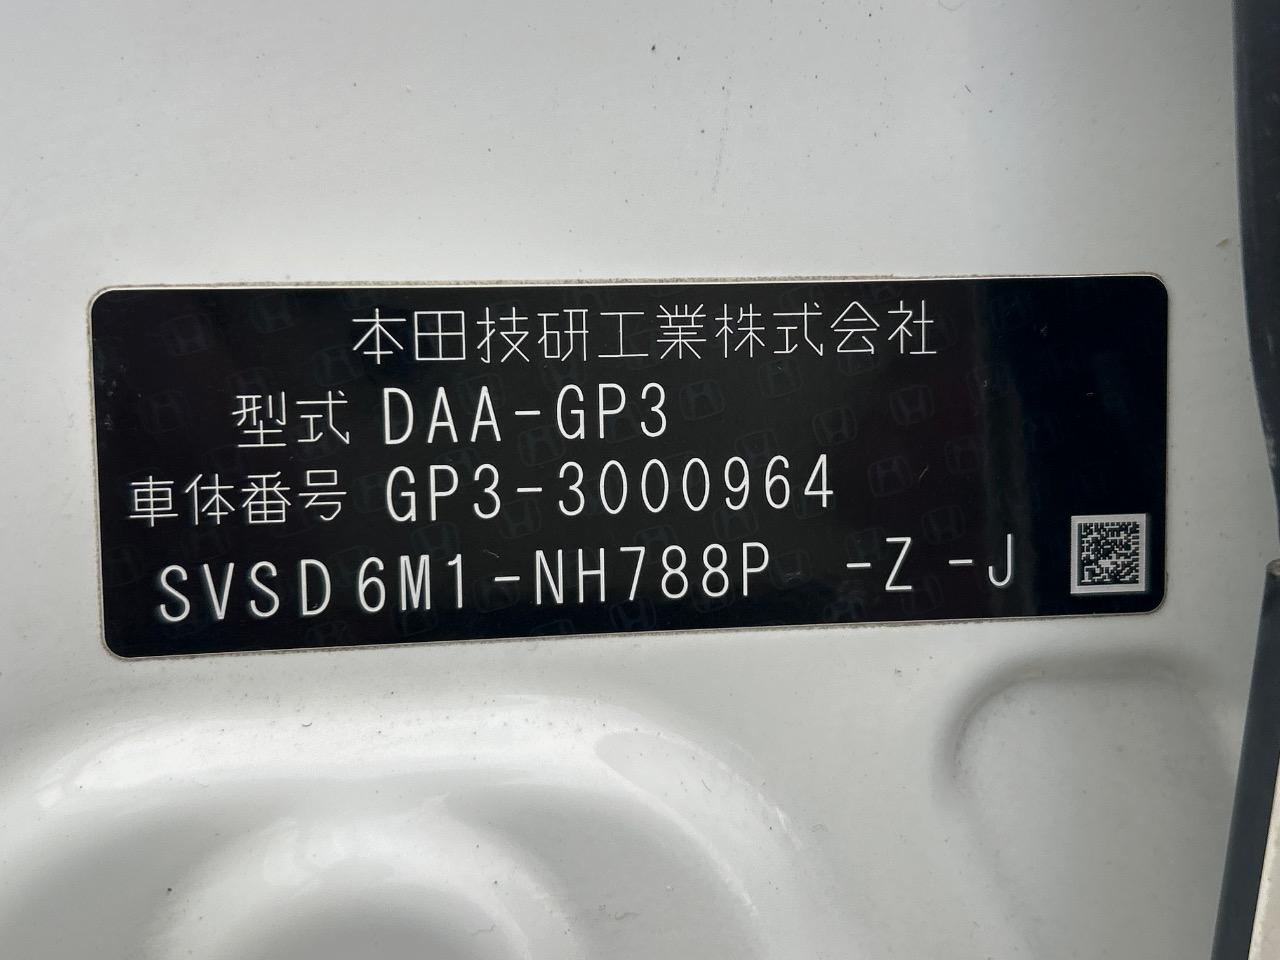 本田技研工業株式会社
型式 DAA-GP3
車体番号 GP3-3000964
SVSD6M1-NH788P -Z -J